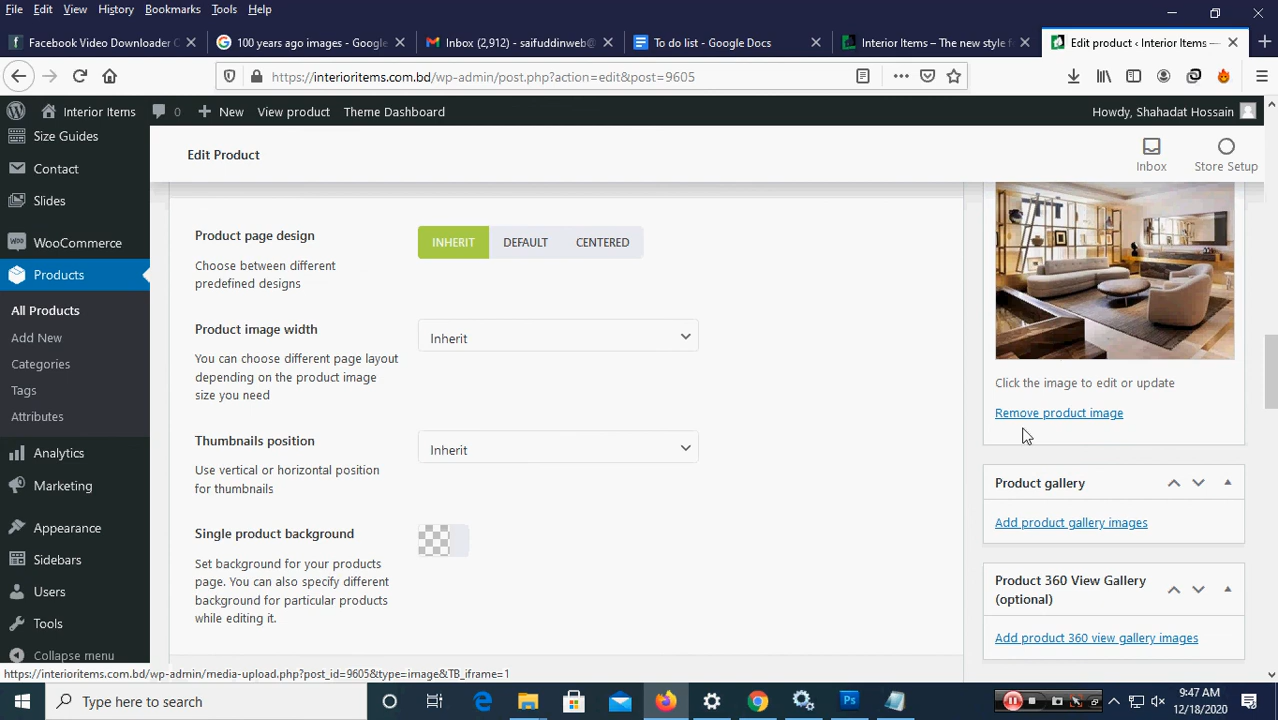 File Edit View History Bookmarks Tools Help
Facebook Video Downloader C
100 years ago images - Google
Inbox (2,912) - saifuddinweb@
To do list - Google Docs
Interior Items – The new style f
Edit product ‹ Interior Items —
https://interioritems.com.bd/wp-admin/post.php?action=edit&post=9605
Interior Items
0
New
View product
Theme Dashboard
Howdy, Shahadat Hossain
Size Guides
Contact
Slides
WooCommerce
Products
All Products
Add New
Categories
Tags
Attributes
Analytics
Marketing
Appearance
Sidebars
Users
Tools
Collapse menu
Edit Product
Inbox
Store Setup
Product page design
Choose between different
predefined designs
INHERIT DEFAULT CENTERED
Product image width
You can choose different page layout
depending on the product image
size you need
Inherit
Thumbnails position
Use vertical or horizontal position
for thumbnails
Inherit
Single product background
Set background for your products
page. You can also specify different
background for particular products
while editing it.
Click the image to edit or update
Remove product image
Product gallery
Add product gallery images
Product 360 View Gallery
(optional)
Add product 360 view gallery images
https://interioritems.com.bd/wp-admin/media-upload.php?post_id=9605&type=image&TB_iframe=1
Type here to search
9:47 AM
12/18/2020